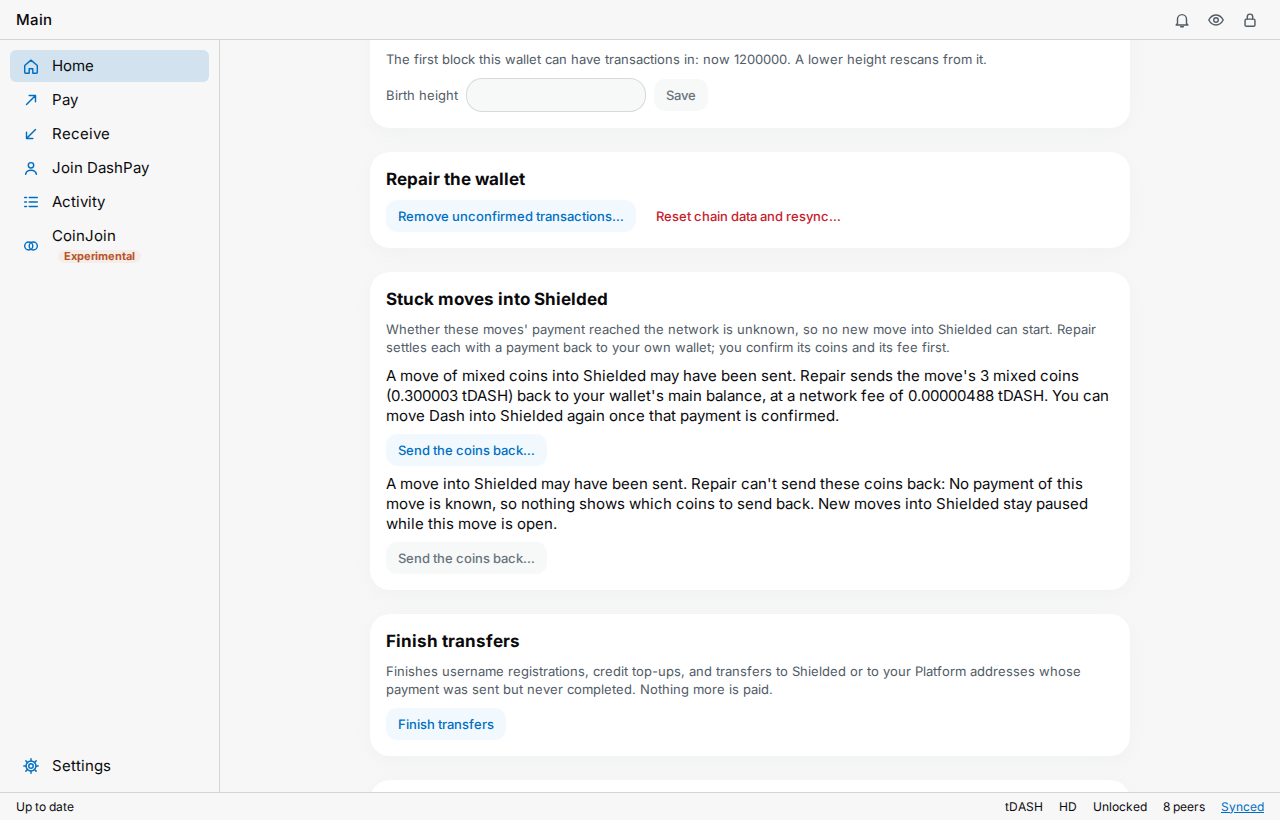 Main
Home
Pay
Receive
Join DashPay
Activity
CoinJoin
Experimental
Settings
The first block this wallet can have transactions in: now 1200000. A lower height rescans from it.
Birth height
Save
Repair the wallet
Remove unconfirmed transactions...
Reset chain data and resync...
Stuck moves into Shielded
Whether these moves' payment reached the network is unknown, so no new move into Shielded can start. Repair
settles each with a payment back to your own wallet; you confirm its coins and its fee first.
A move of mixed coins into Shielded may have been sent. Repair sends the move's 3 mixed coins
(0.300003 tDASH) back to your wallet's main balance, at a network fee of 0.00000488 tDASH. You can
move Dash into Shielded again once that payment is confirmed.
Send the coins back...
A move into Shielded may have been sent. Repair can't send these coins back: No payment of this
move is known, so nothing shows which coins to send back. New moves into Shielded stay paused
while this move is open.
Send the coins back...
Finish transfers
Finishes username registrations, credit top-ups, and transfers to Shielded or to your Platform addresses whose
payment was sent but never completed. Nothing more is paid.
Finish transfers
Up to date
tDASH
HD
Unlocked
8 peers
Synced